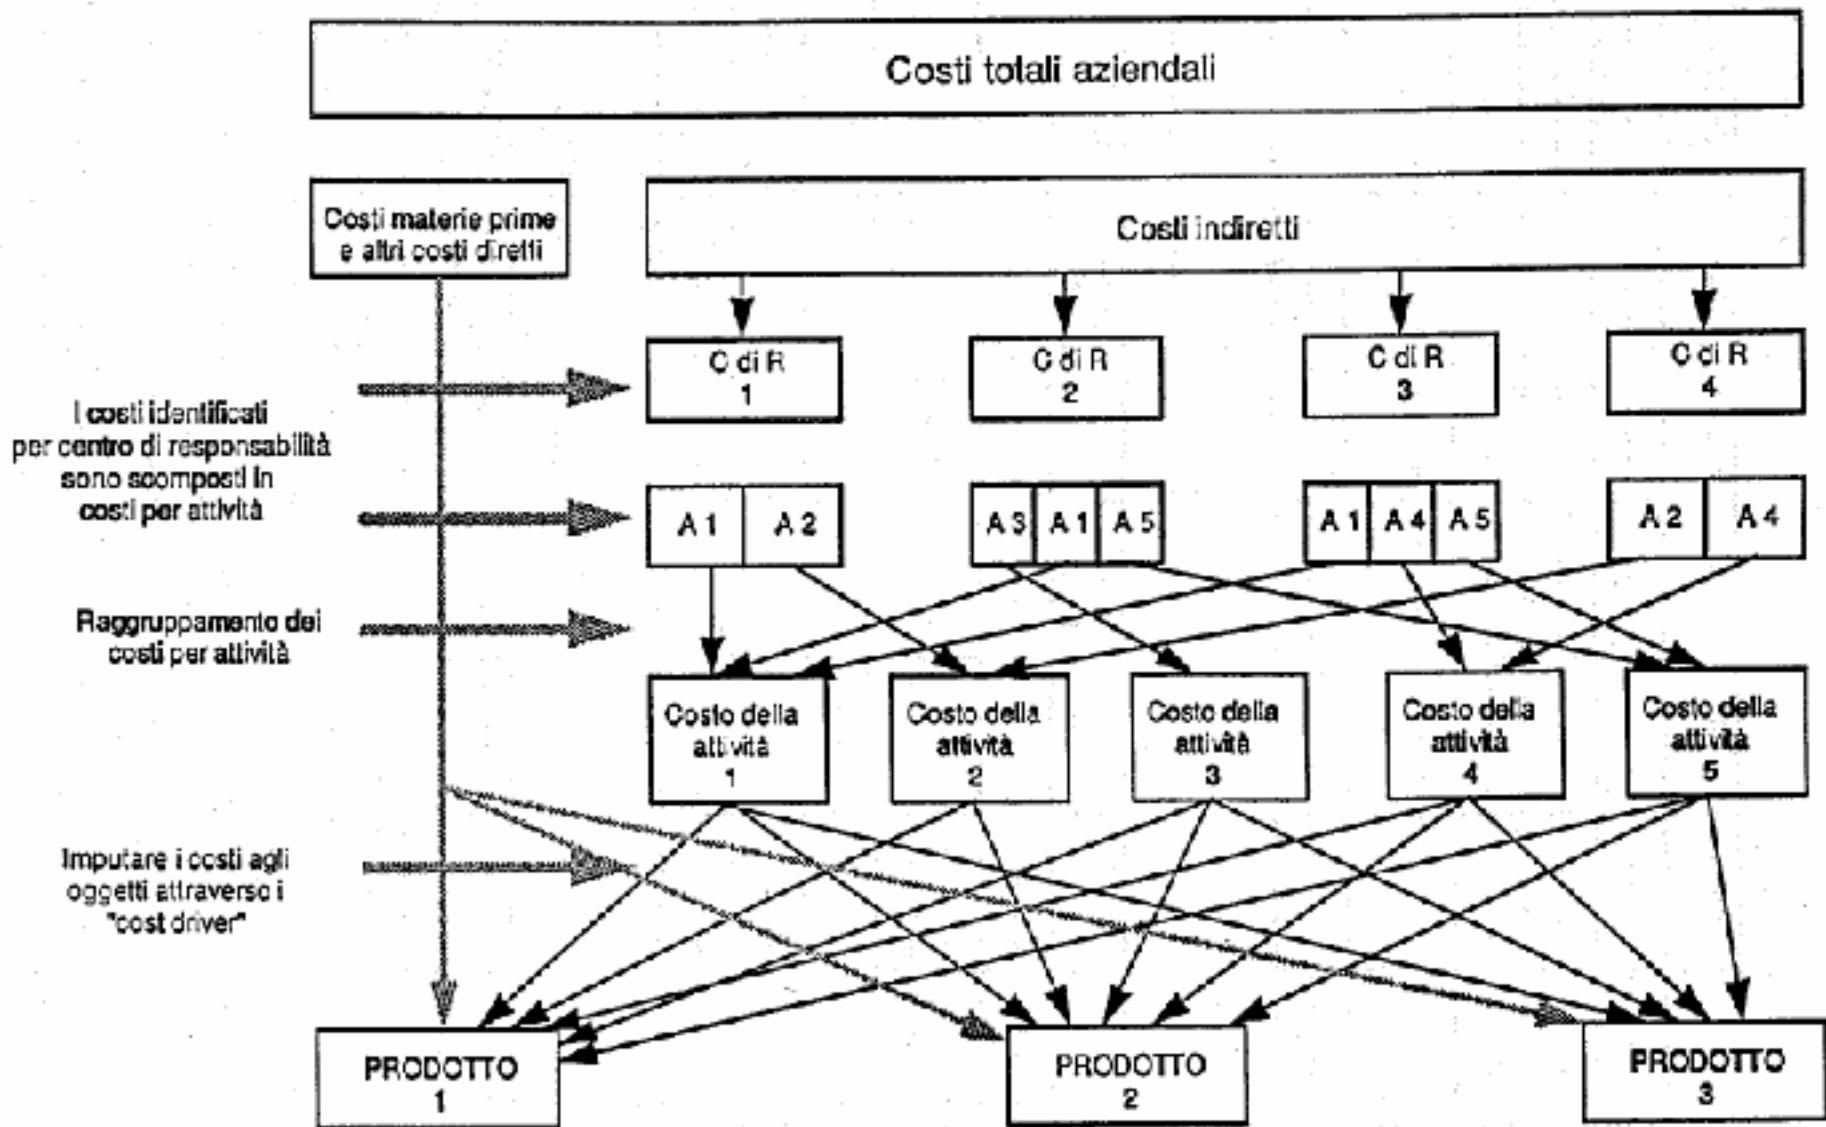 Costi totali aziendali
Costi materie prime
e altri costi diretti
Costi indiretti
C di R
1
C di R
2
C di R
3
C di R
4
I costi identificati
per centro di responsabilità
sono scomposti in
costi per attività
A 1
A 2
A 3
A 1
A 5
A 1
A 4
A 5
A 2
A 4
Raggruppamento dei
costi per attività
Costo della
attività
1
Costo della
attività
2
Costo della
attività
3
Costo della
attività
4
Costo della
attività
5
Imputare i costi agli
oggetti attraverso i
"cost driver"
PRODOTTO
1
PRODOTTO
2
PRODOTTO
3